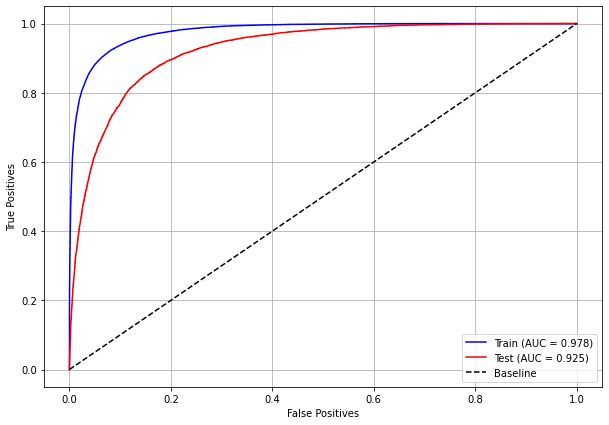 1.0
0.8
0.6
0.4
0.2
0.0
True Positives
Train (AUC = 0.978)
Test (AUC = 0.925)
Baseline
0.0 0.2 0.4 0.6 0.8 1.0
False Positives